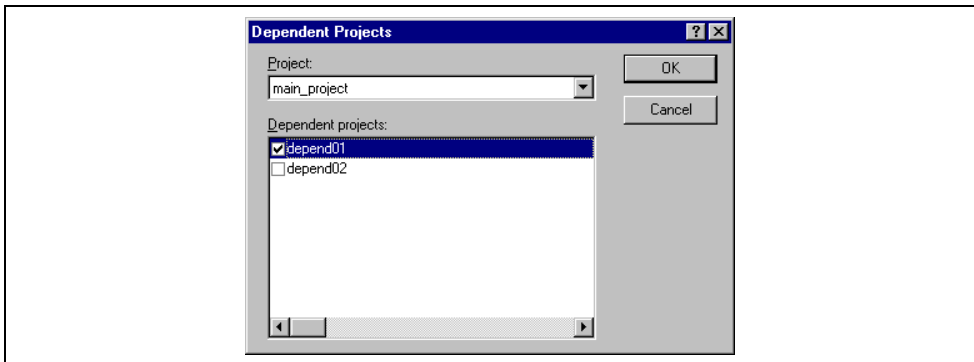 Dependent Projects
Project:
main_project
OK
Cancel
Dependent projects:
depend01
depend02